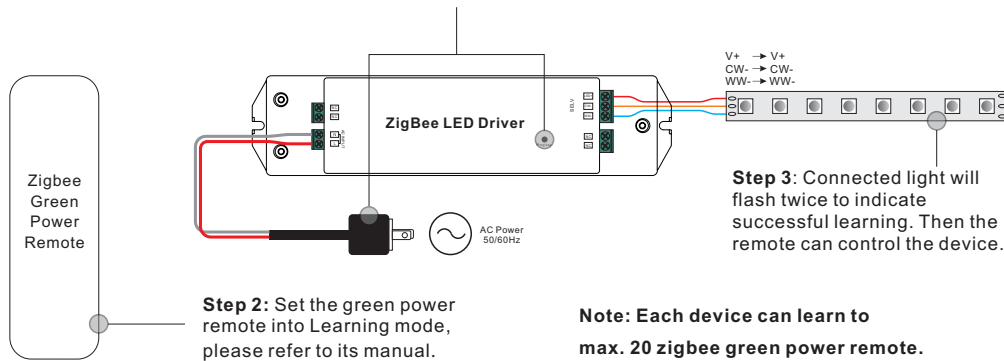 V+ → V+
CW- → CW-
WW- → WW-
SELV
ZigBee LED Driver
Zigbee
Green
Power
Remote
AC Power
50/60Hz
Step 3: Connected light will
flash twice to indicate
successful learning. Then the
remote can control the device.
Step 2: Set the green power
remote into Learning mode,
please refer to its manual.
Note: Each device can learn to
max. 20 zigbee green power remote.